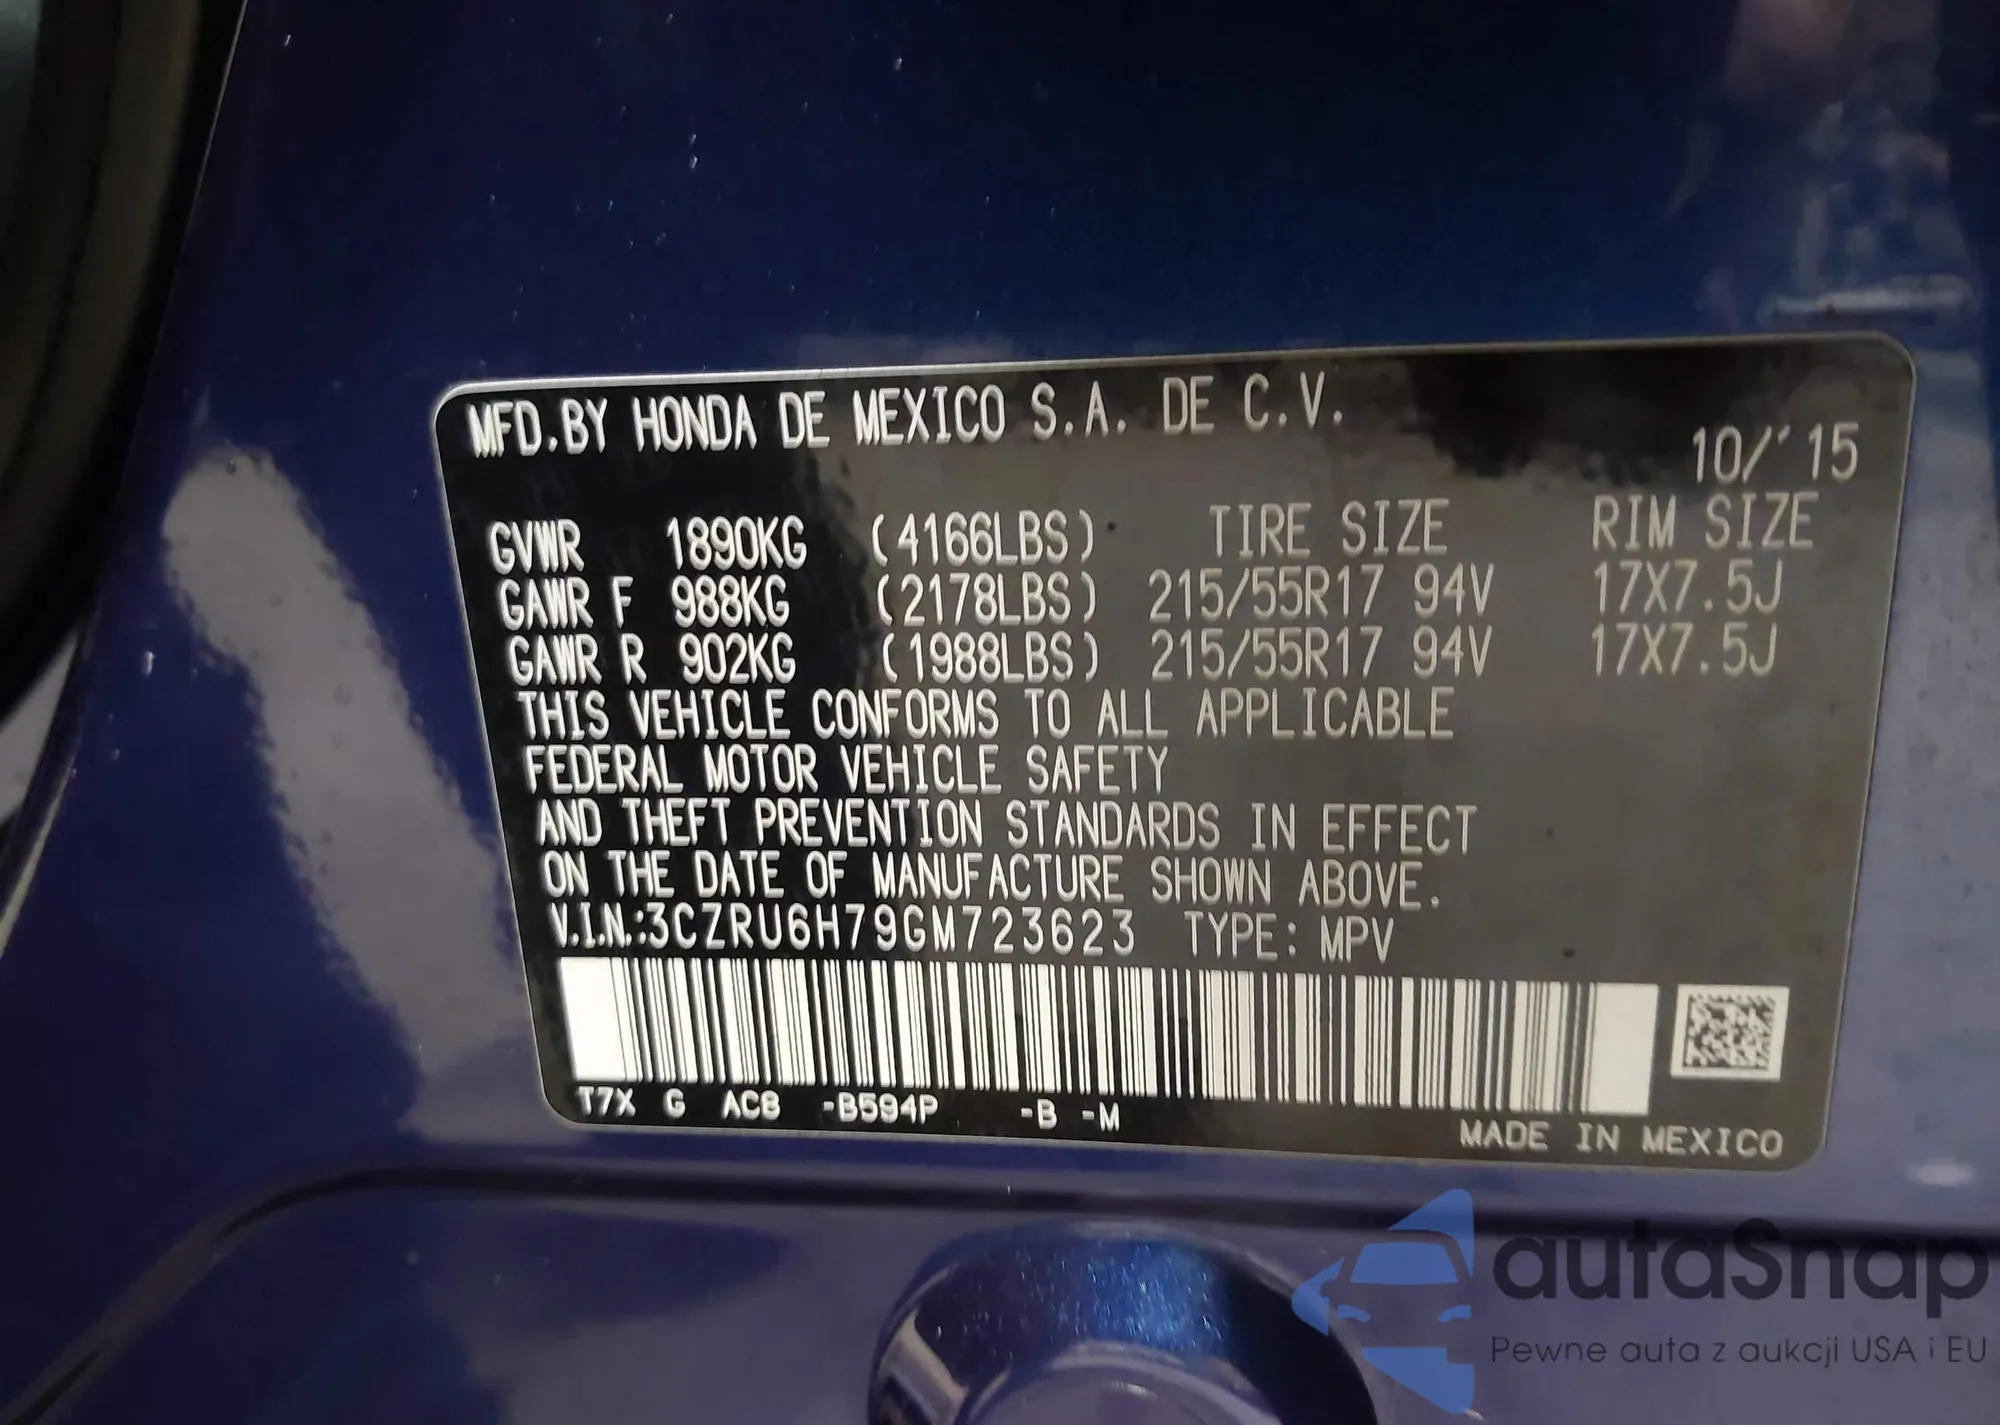 MFD.BY HONDA DE MEXICO S.A. DE C.V.
10/'15
GVWR 1890KG (4166LBS) TIRE SIZE RIM SIZE
GAWR F 988KG (2178LBS) 215/55R17 94V 17X7.5J
GAWR R 902KG (1988LBS) 215/55R17 94V 17X7.5J
THIS VEHICLE CONFORMS TO ALL APPLICABLE
FEDERAL MOTOR VEHICLE SAFETY
AND THEFT PREVENTION STANDARDS IN EFFECT
ON THE DATE OF MANUFACTURE SHOWN ABOVE.
V.I.N.:3CZRU6H79GM723623 TYPE: MPV
T7X G AC8 -B594P -B -M
MADE IN MEXICO
autaSnap
Pewne auta z aukcji USA i EU